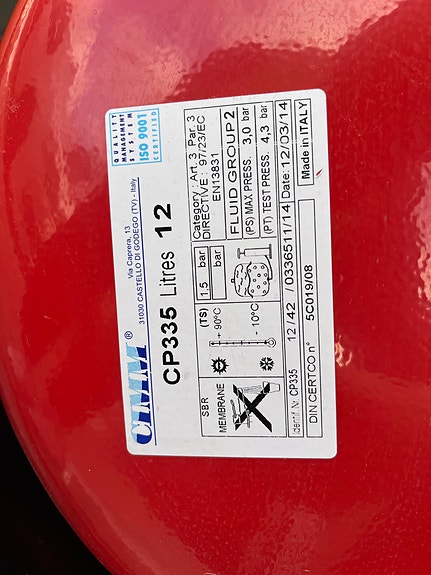 CIMM®
Via Caprera, 13
31030 CASTELLO DI GODEGO (TV) - Italy
QUALITY
MANAGEMENT
SYSTEM
ISO 9001
CERTIFIED
CP335 Litres 12
Category: Art. 3 Par. 3
DIRECTIVE: 97/23/EC
EN13831
SBR
MEMBRANE
(TS)
+ 90°C
- 10°C
1.5 bar
bar
FLUID GROUP 2
(PS) MAX PRESS. 3,0 bar
(PT) TEST PRESS. 4,3 bar
Identif. Nr. CP335 12/42 /0336511/14 Date: 12/03/14
DIN CERTCO n° 5C019/08
Made in ITALY